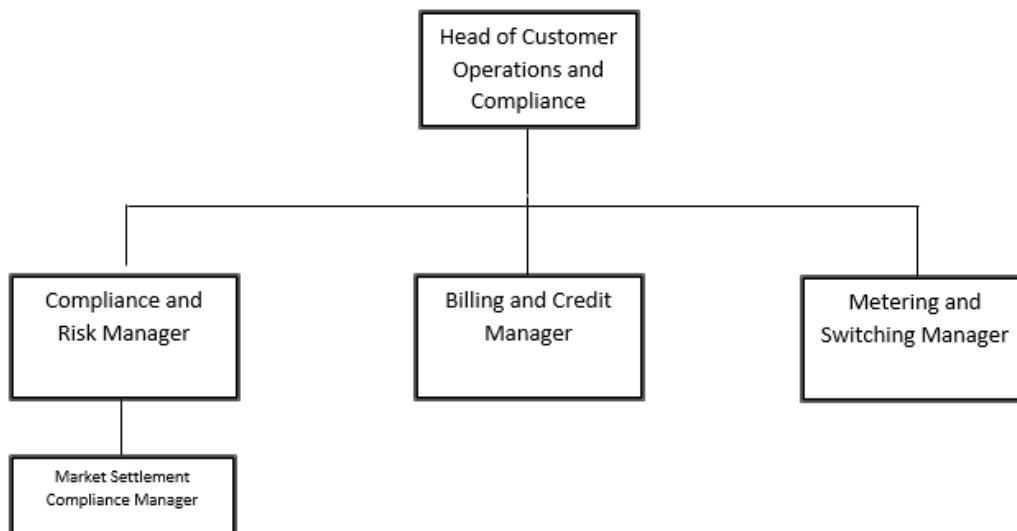 Head of Customer
Operations and
Compliance
Compliance and
Risk Manager
Billing and Credit
Manager
Metering and
Switching Manager
Market Settlement
Compliance Manager